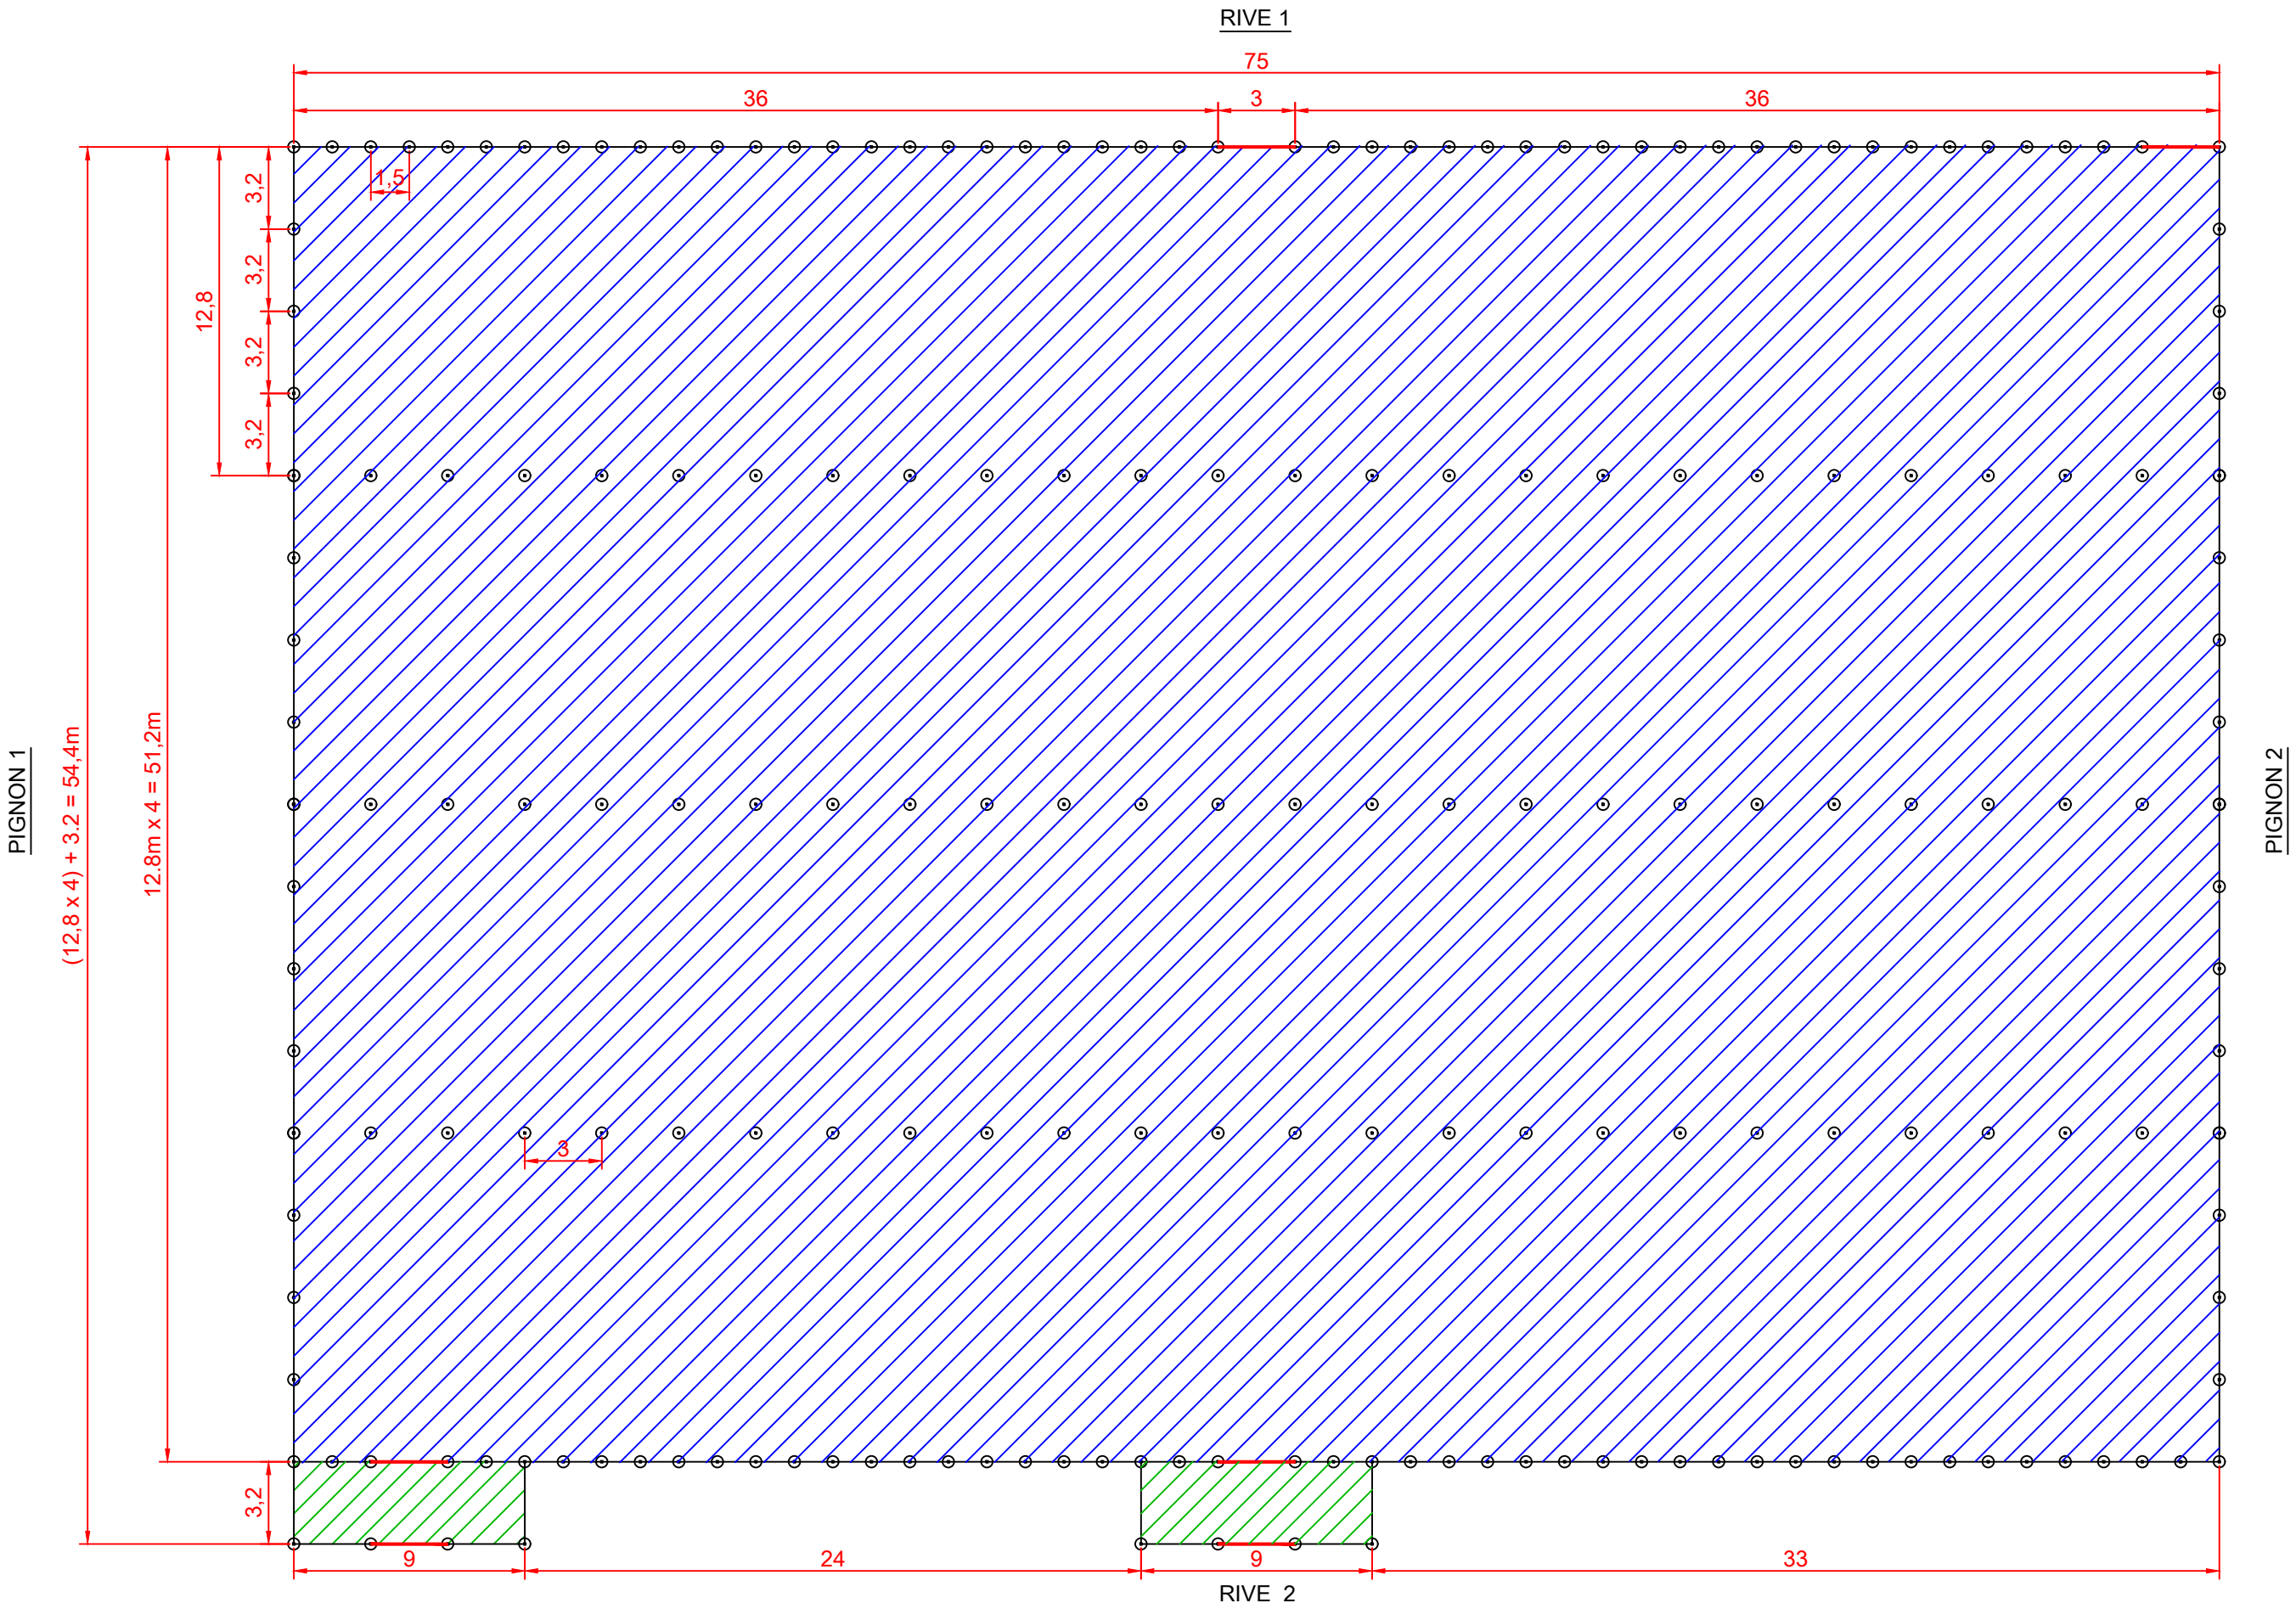 RIVE 1
75
36
3
36
1,5
3,2
3,2
3,2
3,2
12,8
12.8m x 4 = 51,2m
(12,8 x 4) + 3.2 = 54,4m
PIGNON 1
PIGNON 2
3
3,2
9
24
9
33
RIVE 2